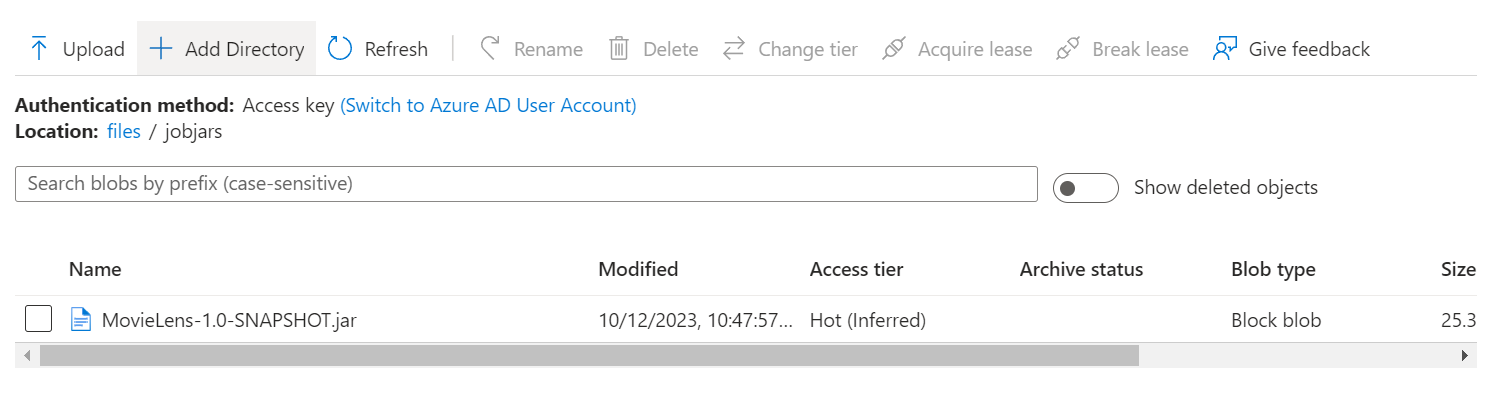 Upload Add Directory Refresh Rename Delete Change tier Acquire lease Break lease Give feedback
Authentication method: Access key (Switch to Azure AD User Account)
Location: files / jobjars
Search blobs by prefix (case-sensitive) Show deleted objects
Name Modified Access tier Archive status Blob type Size
MovieLens-1.0-SNAPSHOT.jar 10/12/2023, 10:47:57... Hot (Inferred) Block blob 25.3